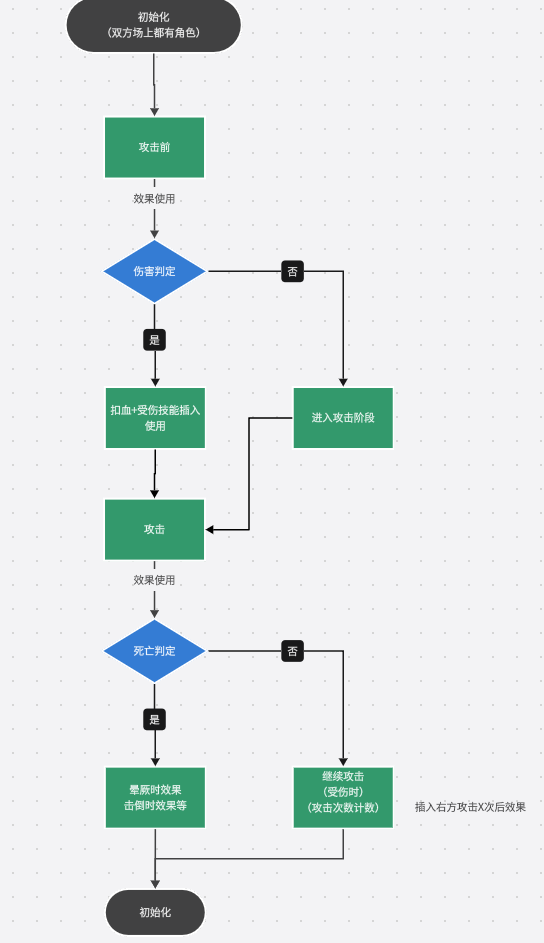 初始化
（双方场上都有角色）
攻击前
效果使用
伤害判定
否
是
扣血+受伤技能插入
使用
进入攻击阶段
攻击
效果使用
死亡判定
否
是
晕厥时效果
击倒时效果等
继续攻击
（受伤时）
（攻击次数计数）
插入右方攻击X次后效果
初始化